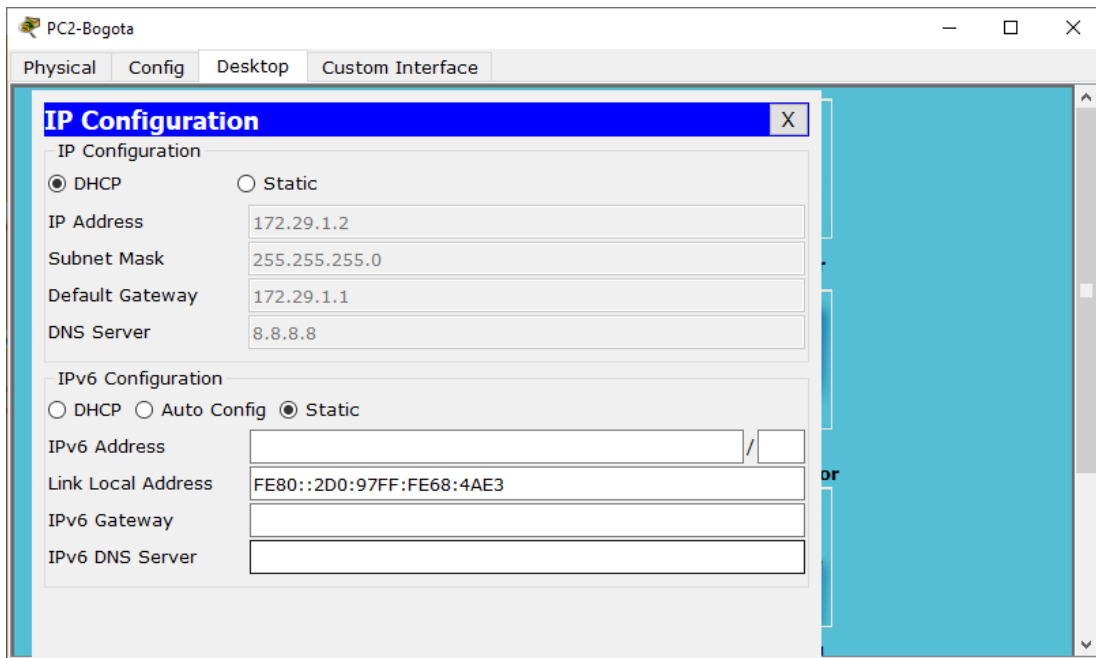 PC2-Bogota
Physical Config Desktop Custom Interface
IP Configuration X
IP Configuration
DHCP Static
IP Address 172.29.1.2
Subnet Mask 255.255.255.0
Default Gateway 172.29.1.1
DNS Server 8.8.8.8
IPv6 Configuration
DHCP Auto Config Static
IPv6 Address /
Link Local Address FE80::2D0:97FF:FE68:4AE3
or
IPv6 Gateway
IPv6 DNS Server